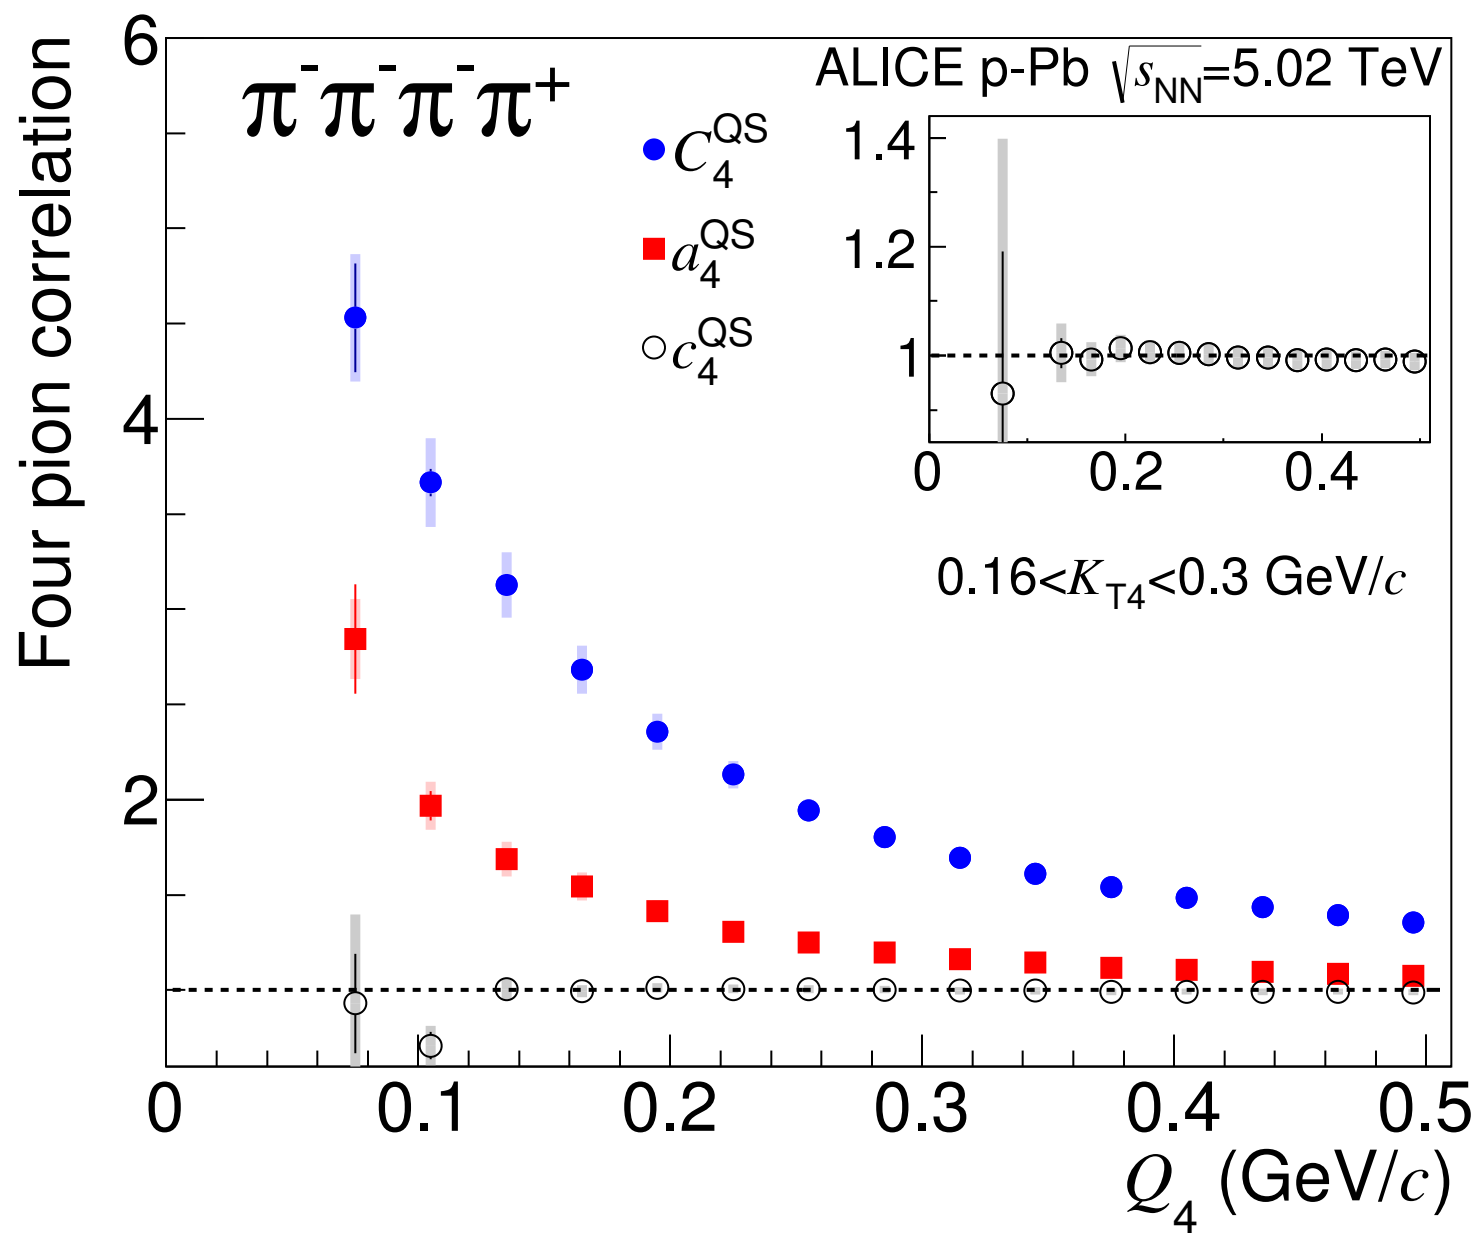 Four pion correlation
π⁻π⁻π⁻π⁺
ALICE p-Pb √s_NN=5.02 TeV
C₄^QS
a₄^QS
c₄^QS
1.4
1.2
1
0 0.2 0.4
0.16<K_T4<0.3 GeV/c
6
4
2
0 0.1 0.2 0.3 0.4 0.5
Q₄ (GeV/c)